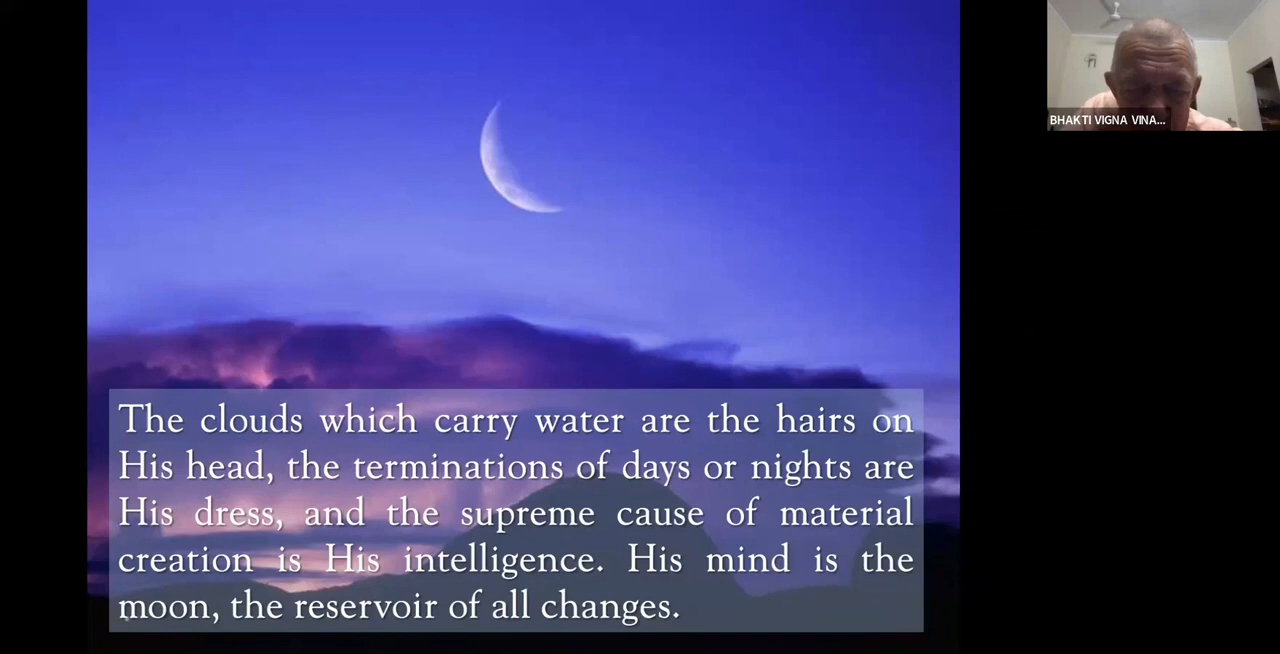 BHAKTI VIGNA VINA...
The clouds which carry water are the hairs on
His head, the terminations of days or nights are
His dress, and the supreme cause of material
creation is His intelligence. His mind is the
moon, the reservoir of all changes.